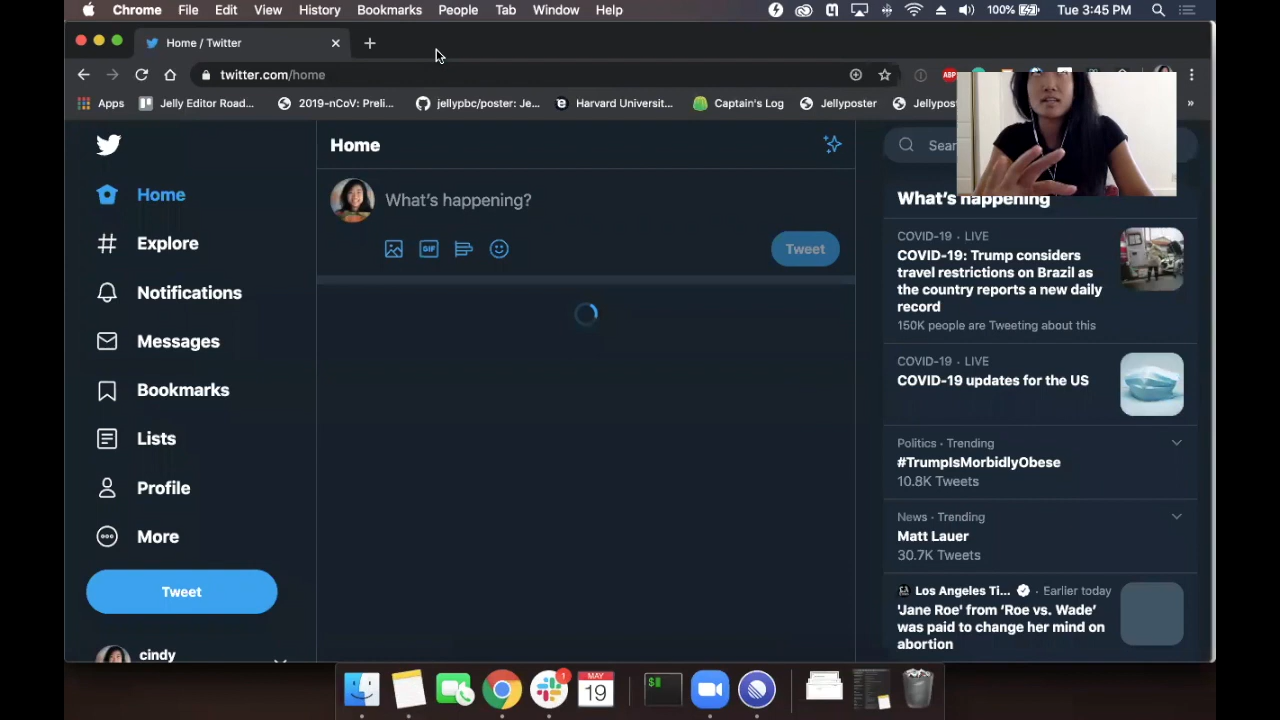 Chrome File Edit View History Bookmarks People Tab Window Help 100% Tue 3:45 PM
Home / Twitter
twitter.com/home
ABP
Apps Jelly Editor Road... 2019-nCoV: Preli... jellypbc/poster: Je... Harvard Universit... Captain's Log Jellyposter Jellypos
Home
Sear
What's happening?
GIF
Tweet
Home
Explore
Notifications
Messages
Bookmarks
Lists
Profile
More
Tweet
cindy
What's happening
COVID-19 · LIVE
COVID-19: Trump considers
travel restrictions on Brazil as
the country reports a new daily
record
150K people are Tweeting about this
COVID-19 · LIVE
COVID-19 updates for the US
Politics · Trending
#TrumpIsMorbidlyObese
10.8K Tweets
News · Trending
Matt Lauer
30.7K Tweets
Los Angeles Ti... · Earlier today
'Jane Roe' from 'Roe vs. Wade'
was paid to change her mind on
abortion
1
MAY
19
$